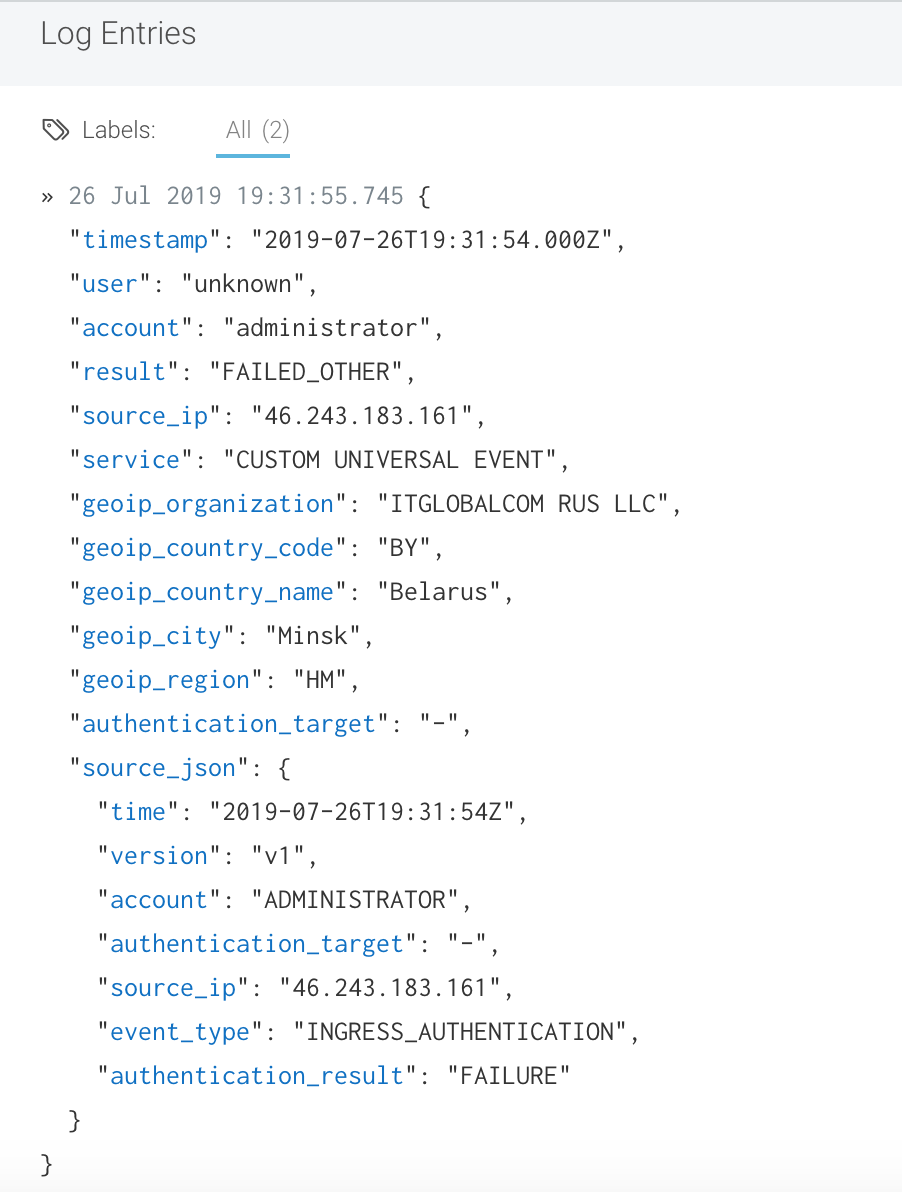 Log Entries
Labels: All (2)
» 26 Jul 2019 19:31:55.745 {
"timestamp": "2019-07-26T19:31:54.000Z",
"user": "unknown",
"account": "administrator",
"result": "FAILED_OTHER",
"source_ip": "46.243.183.161",
"service": "CUSTOM UNIVERSAL EVENT",
"geoip_organization": "ITGLOBALCOM RUS LLC",
"geoip_country_code": "BY",
"geoip_country_name": "Belarus",
"geoip_city": "Minsk",
"geoip_region": "HM",
"authentication_target": "-",
"source_json": {
"time": "2019-07-26T19:31:54Z",
"version": "v1",
"account": "ADMINISTRATOR",
"authentication_target": "-",
"source_ip": "46.243.183.161",
"event_type": "INGRESS_AUTHENTICATION",
"authentication_result": "FAILURE"
}
}